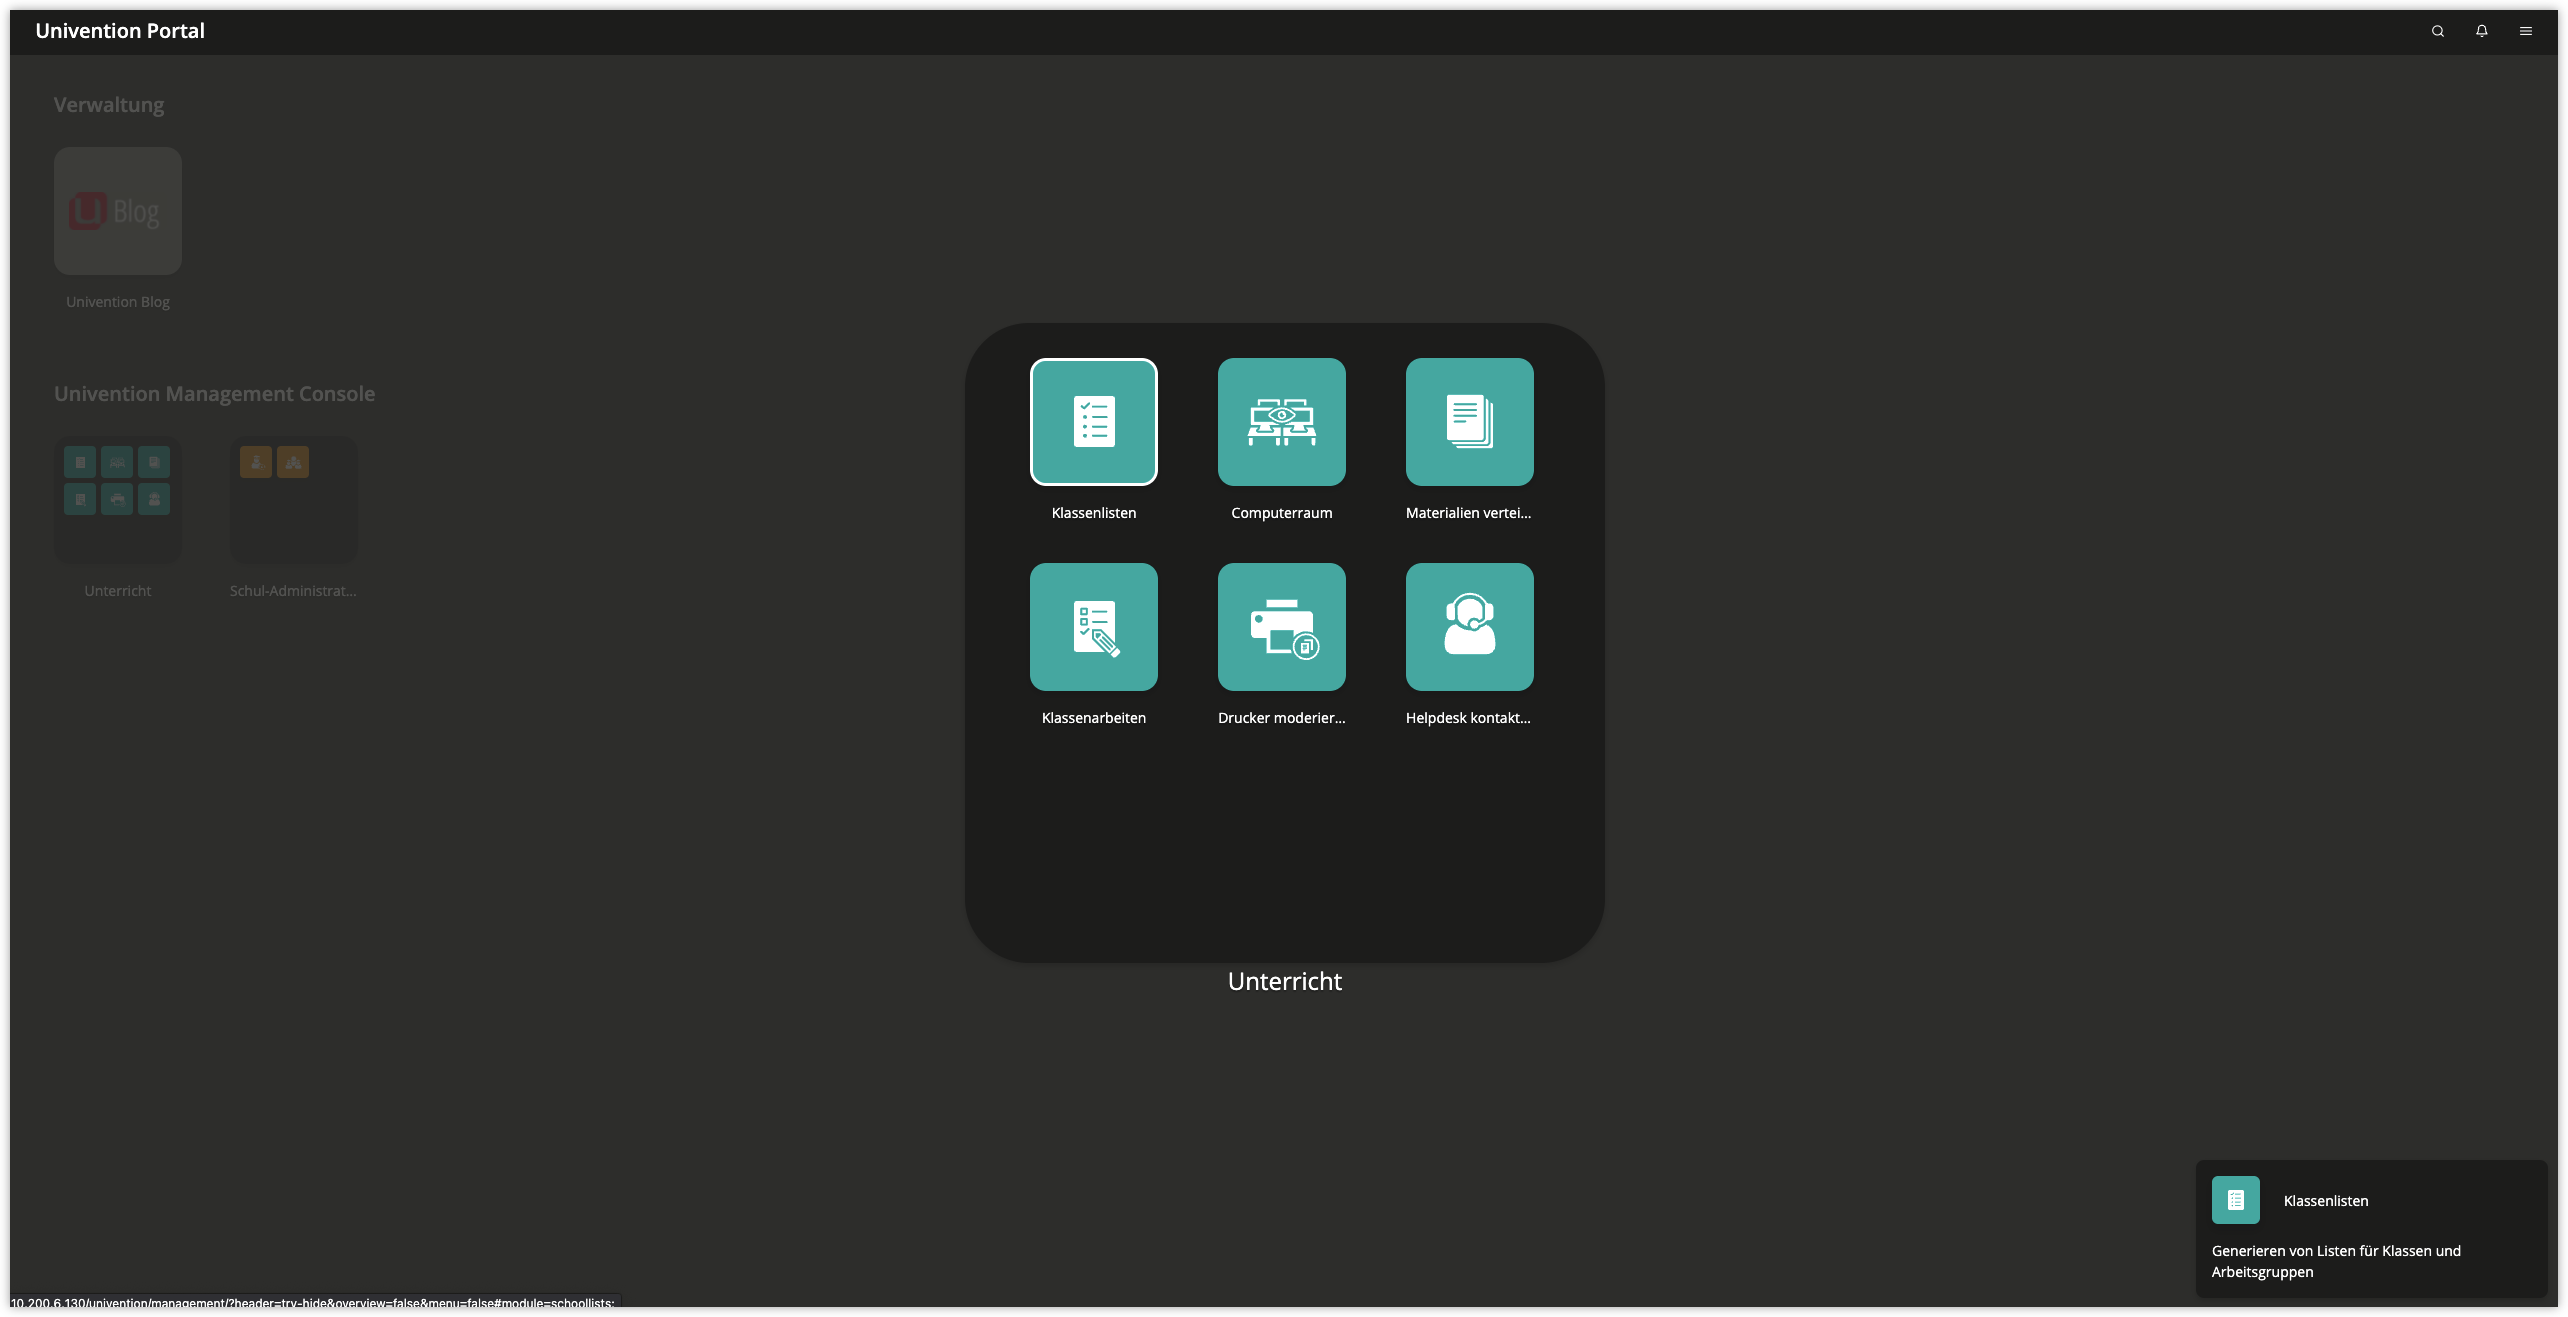 Univention Portal
Verwaltung
Blog
Univention Blog
Univention Management Console
Unterricht
Schul-Administrat...
Klassenlisten
Computerraum
Materialien vertei...
Klassenarbeiten
Drucker moderier...
Helpdesk kontakt...
Unterricht
Klassenlisten
Generieren von Listen für Klassen und
Arbeitsgruppen
10.200.6.130/univention/management/?header=try-hide&overview=false&menu=false#module=schoollists: